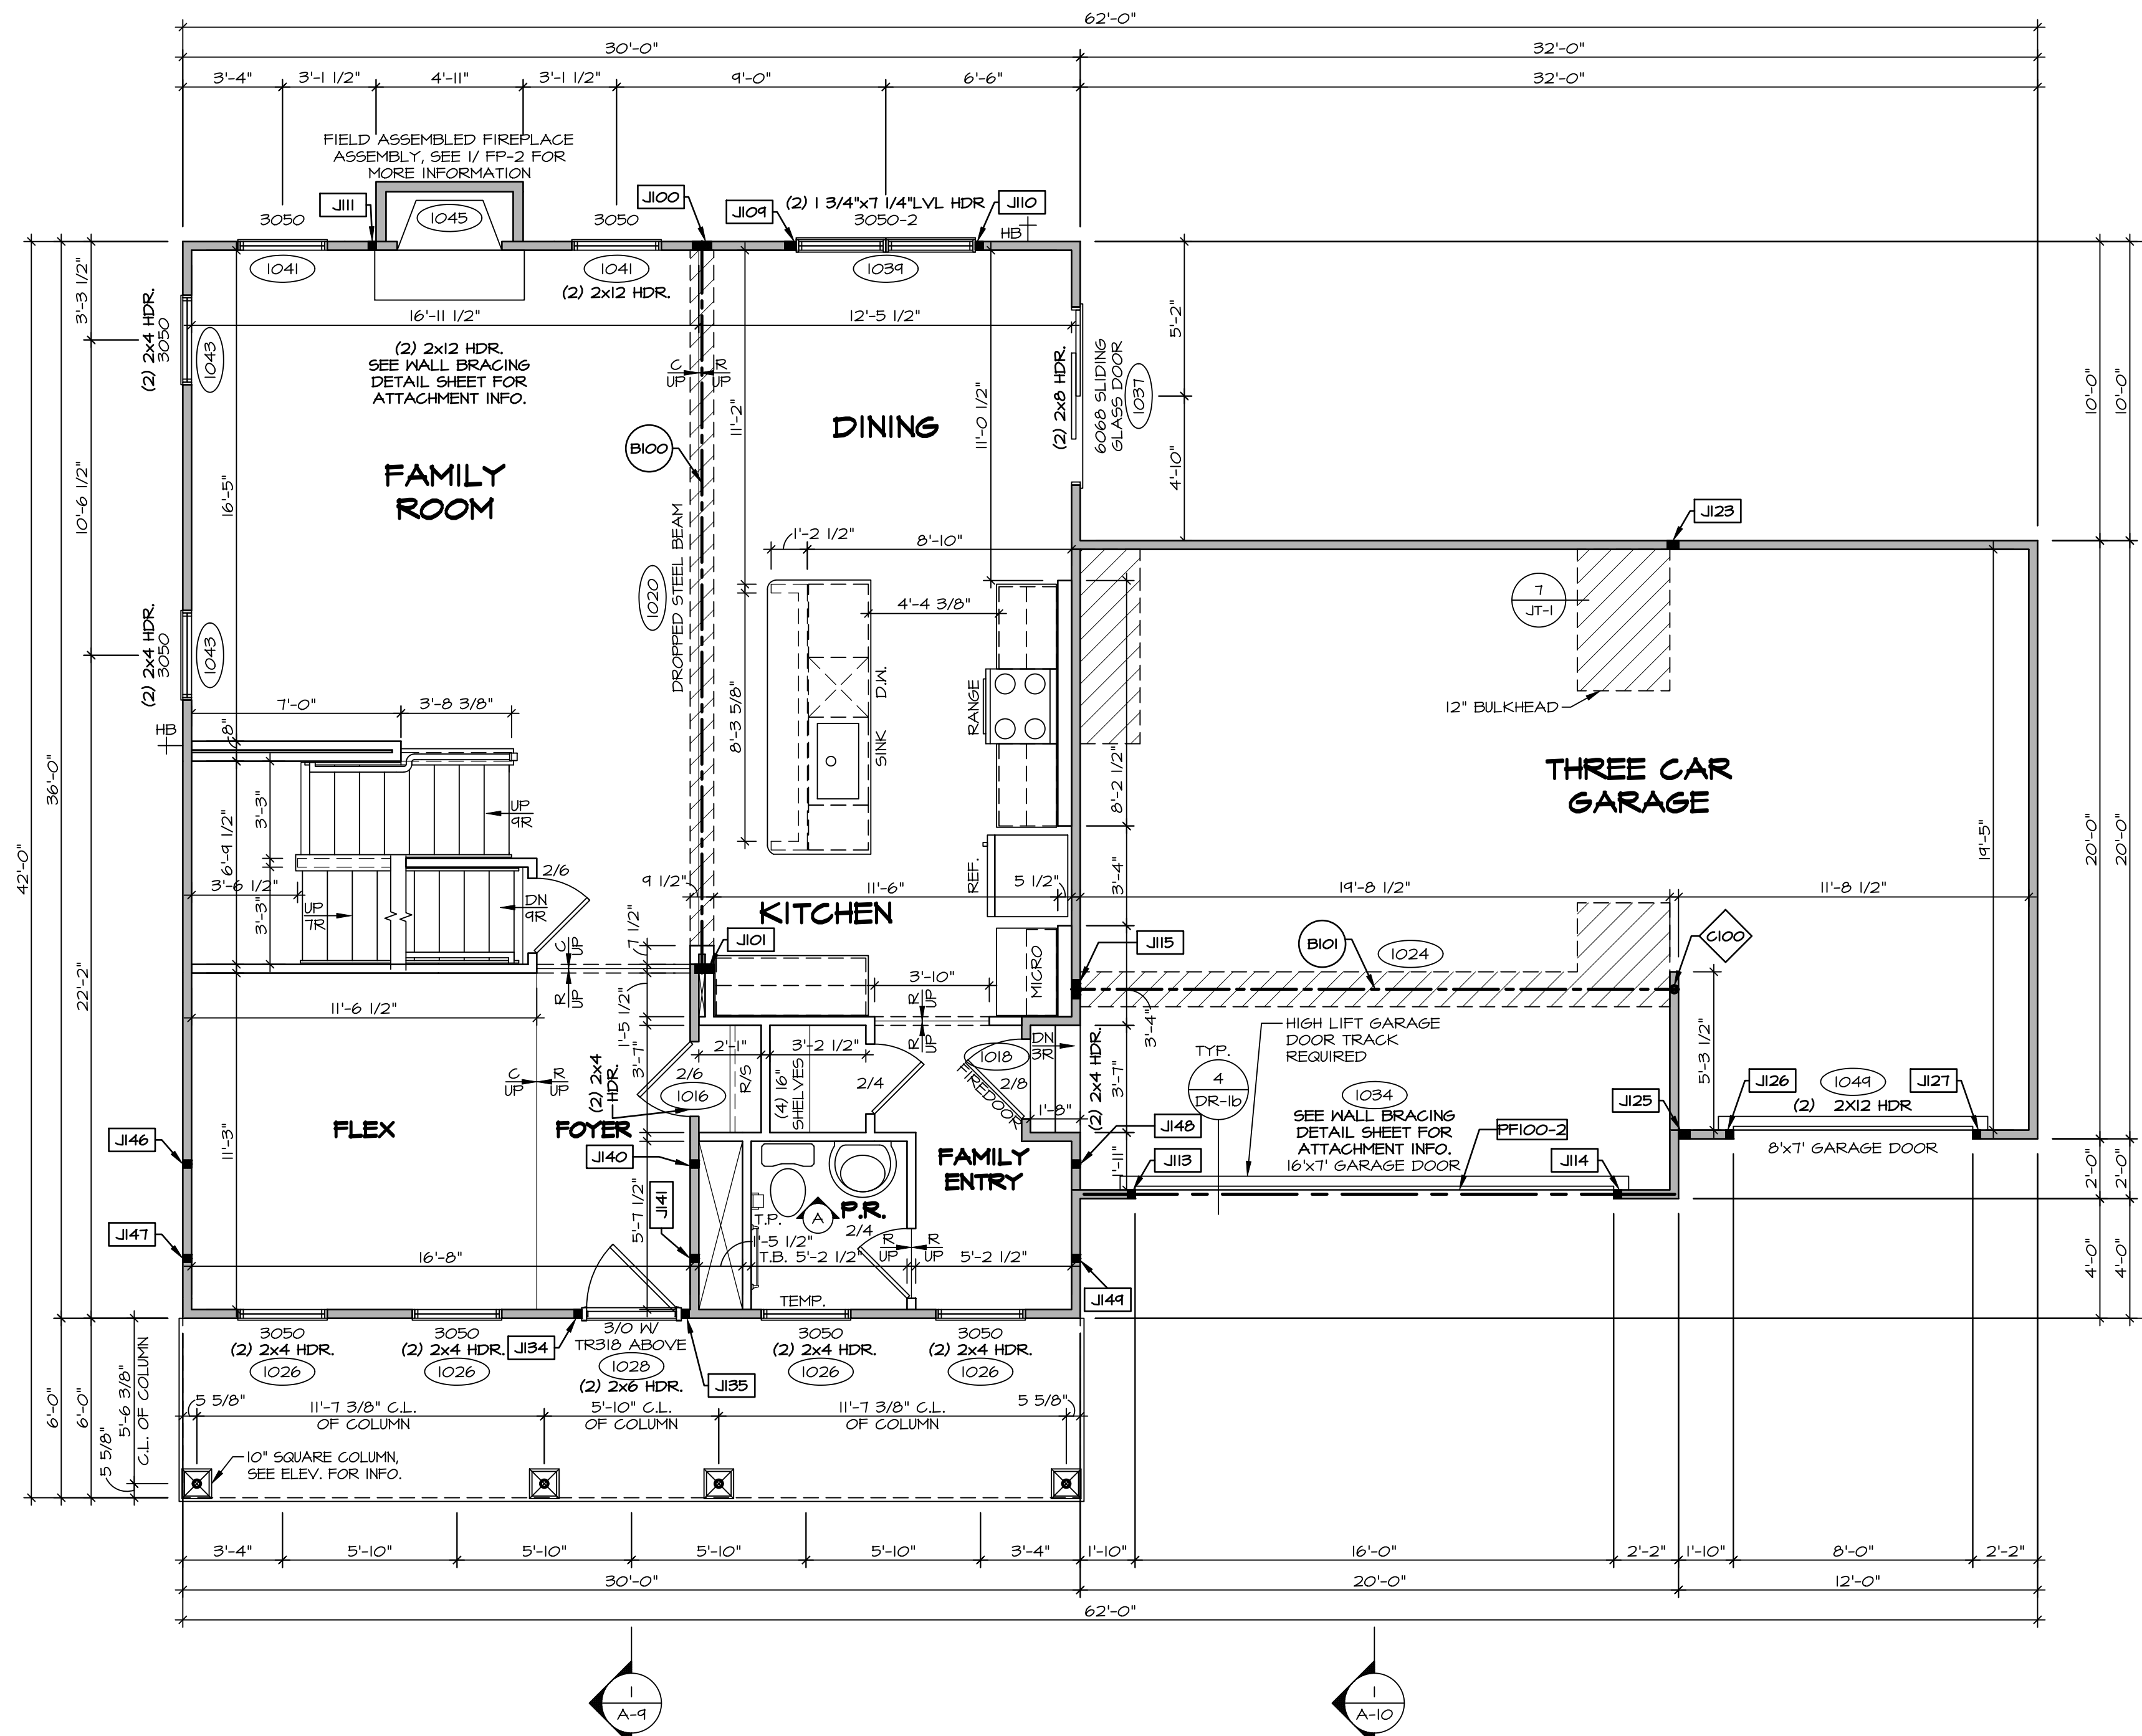 62'-0"
30'-0"
32'-0"
3'-4"
3'-1 1/2"
4'-11"
3'-1 1/2"
9'-0"
6'-6"
32'-0"
FIELD ASSEMBLED FIREPLACE
ASSEMBLY, SEE 1/ FP-2 FOR
MORE INFORMATION
J111
3050
1045
3050
J100
J109
(2) 1 3/4"x7 1/4"LVL HDR
3050-2
J110
HB
1041
1041
(2) 2x12 HDR.
1039
3'-3 1/2"
(2) 2x4 HDR.
3050
1043
16'-11 1/2"
12'-5 1/2"
(2) 2x12 HDR.
SEE WALL BRACING
DETAIL SHEET FOR
ATTACHMENT INFO.
C
UP
R
UP
11'-2"
DINING
11'-0 1/2"
(2) 2x8 HDR.
6068 SLIDING
GLASS DOOR
1037
5'-2"
4'-10"
10'-0"
10'-0"
B100
FAMILY
ROOM
16'-5"
10'-6 1/2"
J123
1'-2 1/2"
8'-10"
DROPPED STEEL BEAM
1020
4'-4 3/8"
7
JT-1
12" BULKHEAD
(2) 2x4 HDR.
3050
1043
7'-0"
3'-8 3/8"
HB
8"
8'-3 5/8"
D.W.
SINK
RANGE
8'-2 1/2"
THREE CAR
GARAGE
36'-0"
42'-0"
22'-2"
3'-3"
6'-9 1/2"
UP
9R
2/6
3'-6 1/2"
3'-3"
UP
7R
DN
9R
9 1/2"
11'-6"
REF.
5 1/2"
3'-4"
19'-8 1/2"
11'-8 1/2"
19'-5"
20'-0"
20'-0"
KITCHEN
7 1/2"
C
UP
R
UP
J101
J115
B101
1024
C100
11'-6 1/2"
1'-5 1/2"
3'-10"
MICRO
R
UP
R
UP
3'-4"
HIGH LIFT GARAGE
DOOR TRACK
REQUIRED
5'-3 1/2"
C
UP
R
UP
(2) 2x4
HDR.
3'-7"
2'-1"
3'-2 1/2"
2/6
1016
R/S
(4) 16"
SHELVES
2/4
1018
2/8
FIREDOOR
DN
3R
1'-8"
(2) 2x4 HDR.
3'-7"
TYP.
4
DR-1b
1034
SEE WALL BRACING
DETAIL SHEET FOR
ATTACHMENT INFO.
16'x7' GARAGE DOOR
PF100-2
J125
J126
1049
J127
(2) 2X12 HDR
8'x7' GARAGE DOOR
FLEX
FOYER
11'-3"
J146
J140
FAMILY
ENTRY
J148
J113
J114
1'-11"
2'-0"
2'-0"
J141
5'-7 1/2"
T.P.
A
P.R.
2/4
1'-5 1/2"
T.B.
5'-2 1/2"
R
UP
R
UP
5'-2 1/2"
J147
16'-8"
4'-0"
4'-0"
J149
TEMP.
3050
(2) 2x4 HDR.
1026
3050
(2) 2x4 HDR.
1026
J134
3/0 W/
TR318 ABOVE
1028
(2) 2x6 HDR.
J135
3050
(2) 2x4 HDR.
1026
3050
(2) 2x4 HDR.
1026
6'-0"
6'-0"
5 5/8"
5'-6 3/8"
C.L. OF COLUMN
5 5/8"
11'-7 3/8" C.L.
OF COLUMN
5'-10" C.L.
OF COLUMN
11'-7 3/8" C.L.
OF COLUMN
5 5/8"
10" SQUARE COLUMN,
SEE ELEV. FOR INFO.
3'-4"
5'-10"
5'-10"
5'-10"
5'-10"
3'-4"
1'-10"
16'-0"
2'-2"
1'-10"
8'-0"
2'-2"
30'-0"
20'-0"
12'-0"
62'-0"
1
A-9
1
A-10